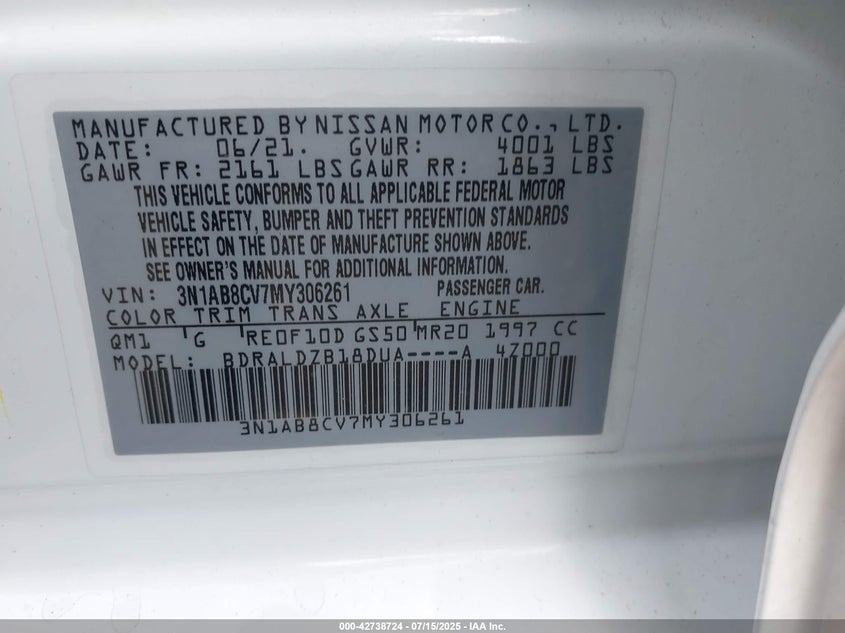 MANUFACTURED BY NISSAN MOTOR CO., LTD.
DATE: 06/21. GVWR: 4001 LBS
GAWR FR: 2161 LBS GAWR RR: 1863 LBS
THIS VEHICLE CONFORMS TO ALL APPLICABLE FEDERAL MOTOR
VEHICLE SAFETY, BUMPER AND THEFT PREVENTION STANDARDS
IN EFFECT ON THE DATE OF MANUFACTURE SHOWN ABOVE.
SEE OWNER'S MANUAL FOR ADDITIONAL INFORMATION.
VIN: 3N1AB8CV7MY306261 PASSENGER CAR.
COLOR TRIM TRANS AXLE ENGINE
QM1 G RE0F10D GS50 MR20 1997 CC
MODEL: BDRALDZB18DUA----A 4Z000
3N1AB8CV7MY306261
000-42738724 - 07/15/2025 - IAA Inc.